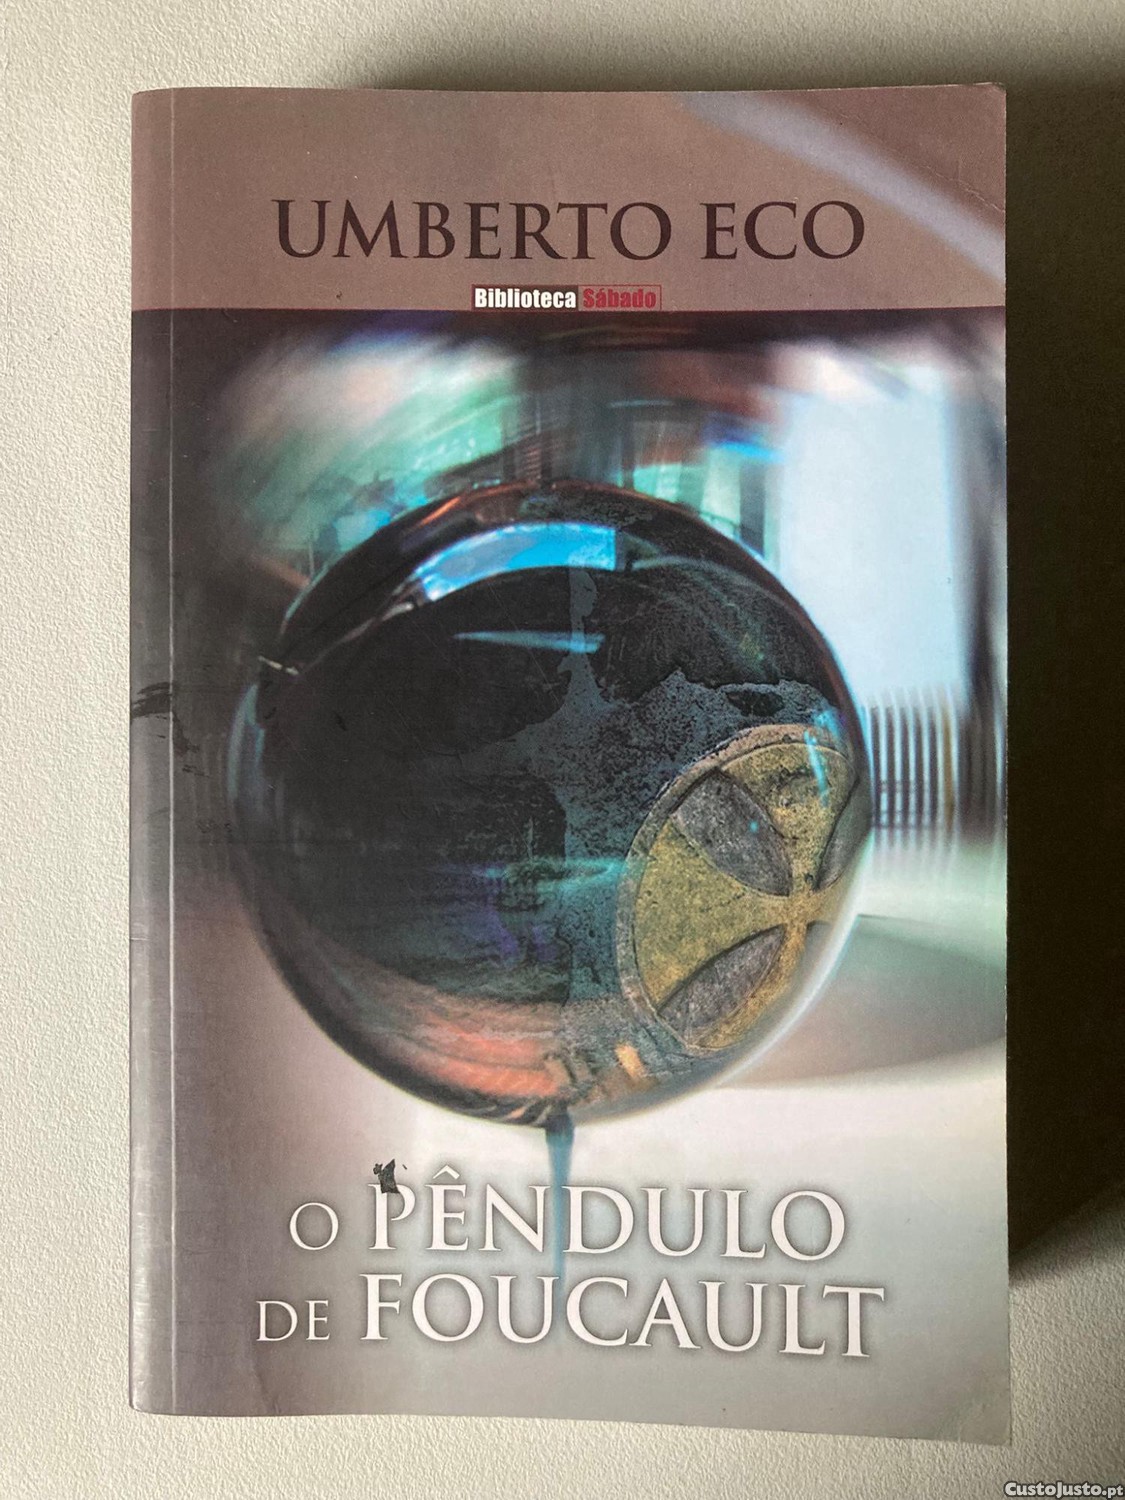 UMBERTO ECO
Biblioteca Sábado
O PÊNDULO
DE FOUCAULT
CustoJusto.pt